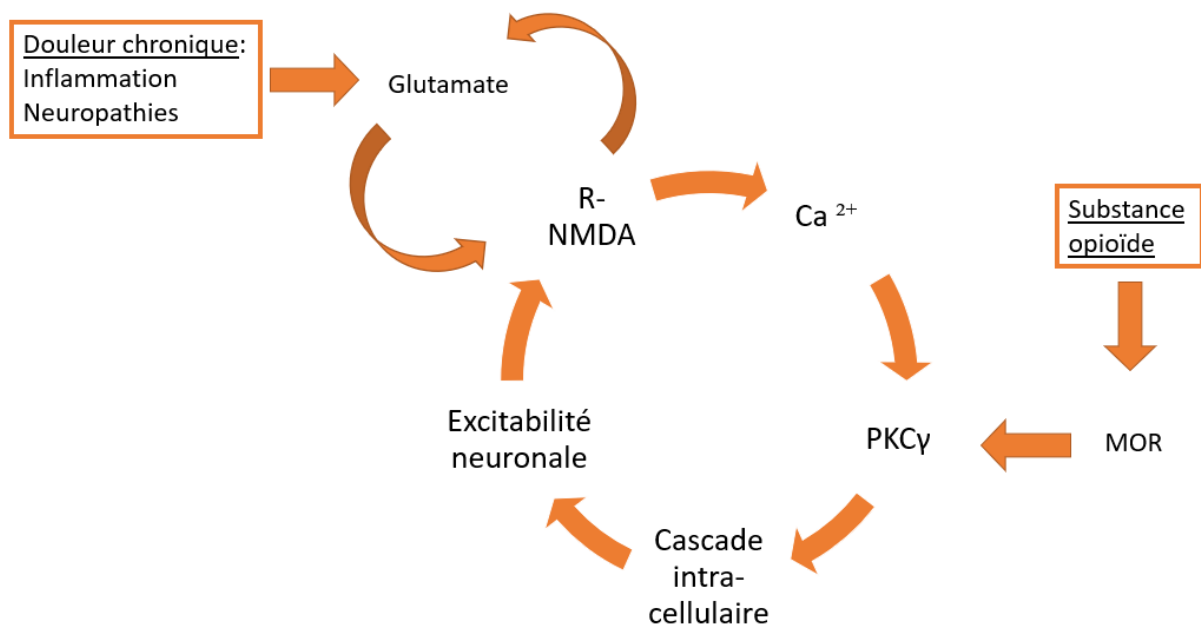 Douleur chronique:
Inflammation
Neuropathies
Glutamate
R-
NMDA
Ca 2+
Substance
opioïde
PKCγ
MOR
Excitabilité
neuronale
Cascade
intra-
cellulaire